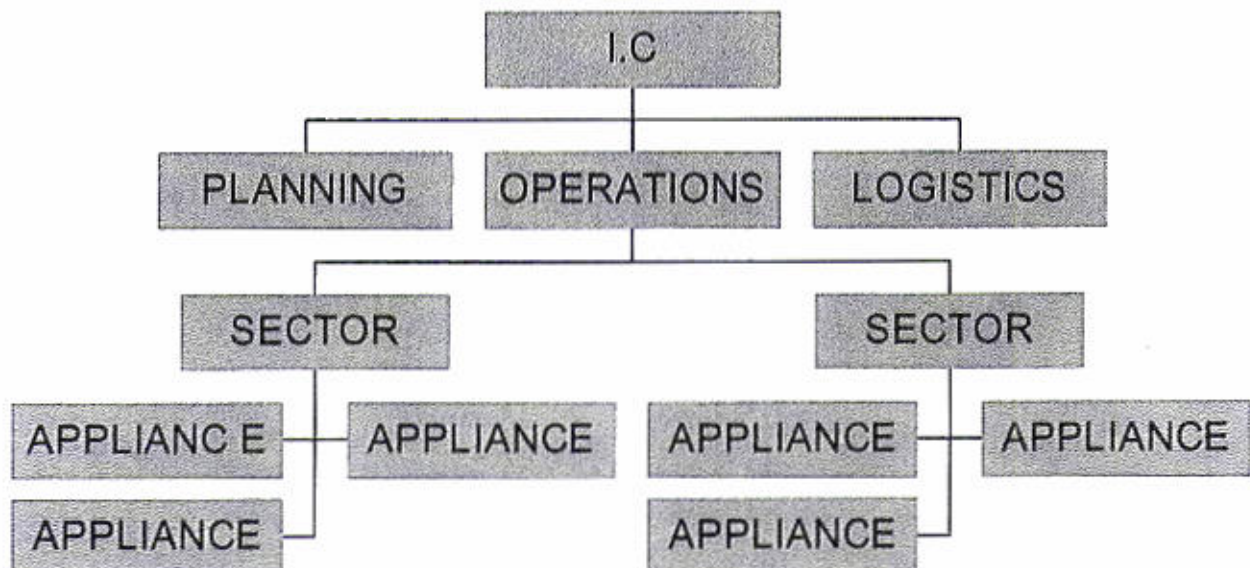 I.C
PLANNING
OPERATIONS
LOGISTICS
SECTOR
SECTOR
APPLIANC E
APPLIANCE
APPLIANCE
APPLIANCE
APPLIANCE
APPLIANCE